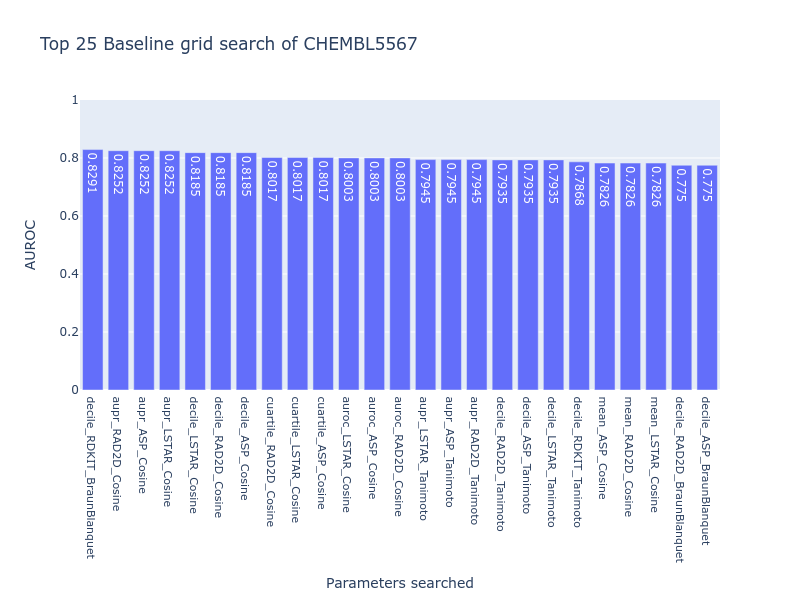 Top 25 Baseline grid search of CHEMBL5567
AUROC
1
0.8
0.6
0.4
0.2
0
0.8291
0.8252
0.8252
0.8252
0.8185
0.8185
0.8185
0.8017
0.8017
0.8017
0.8003
0.8003
0.8003
0.7945
0.7945
0.7945
0.7935
0.7935
0.7935
0.7868
0.7826
0.7826
0.7826
0.775
0.775
decile_RDKIT_BraunBlanquet
aupr_RAD2D_Cosine
aupr_ASP_Cosine
aupr_LSTAR_Cosine
decile_LSTAR_Cosine
decile_RAD2D_Cosine
decile_ASP_Cosine
cuartile_RAD2D_Cosine
cuartile_LSTAR_Cosine
cuartile_ASP_Cosine
auroc_LSTAR_Cosine
auroc_ASP_Cosine
auroc_RAD2D_Cosine
aupr_LSTAR_Tanimoto
aupr_ASP_Tanimoto
aupr_RAD2D_Tanimoto
decile_RAD2D_Tanimoto
decile_ASP_Tanimoto
decile_LSTAR_Tanimoto
decile_RDKIT_Tanimoto
mean_ASP_Cosine
mean_RAD2D_Cosine
mean_LSTAR_Cosine
decile_RAD2D_BraunBlanquet
decile_ASP_BraunBlanquet
Parameters searched